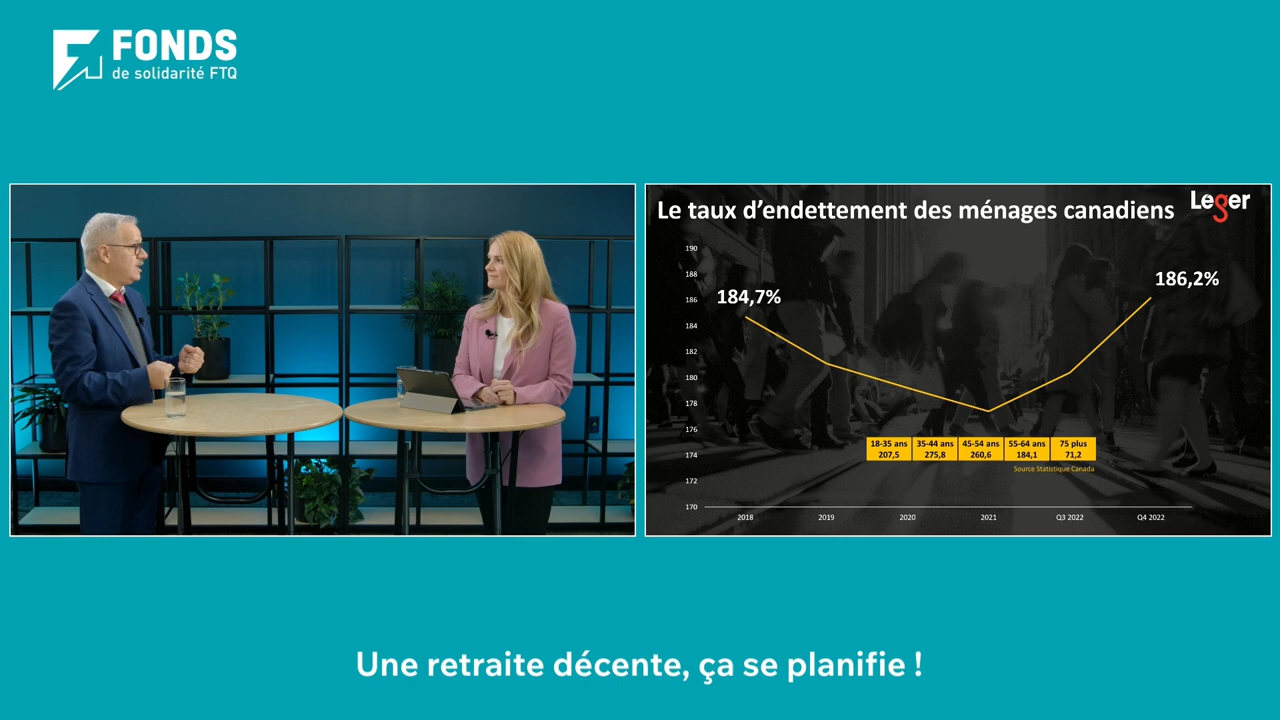 FONDS
de solidarité FTQ
Le taux d’endettement des ménages canadiens
Leger
190
188
186
184
182
180
178
176
174
172
170
184,7%
186,2%
18-35 ans 35-44 ans 45-54 ans 55-64 ans 75 plus
207,5 275,8 260,6 184,1 71,2
Source Statistique Canada
2018 2019 2020 2021 Q3 2022 Q4 2022
Une retraite décente, ça se planifie !